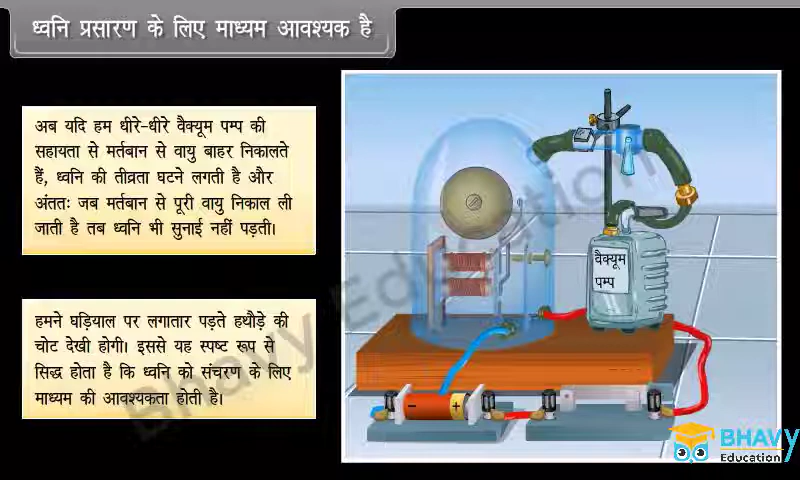 ध्वनि प्रसारण के लिए माध्यम आवश्यक है
अब यदि हम धीरे-धीरे वैक्यूम पम्प की
सहायता से मर्तबान से वायु बाहर निकालते
हैं, ध्वनि की तीव्रता घटने लगती है और
अंततः जब मर्तबान से पूरी वायु निकाल ली
जाती है तब ध्वनि भी सुनाई नहीं पड़ती।
हमने घड़ियाल पर लगातार पड़ते हथौड़े की
चोट देखी होगी। इससे यह स्पष्ट रूप से
सिद्ध होता है कि ध्वनि को संचरण के लिए
माध्यम की आवश्यकता होती है।
वैक्यूम
पम्प
- +
Bhavy Education
BHAVY
Education